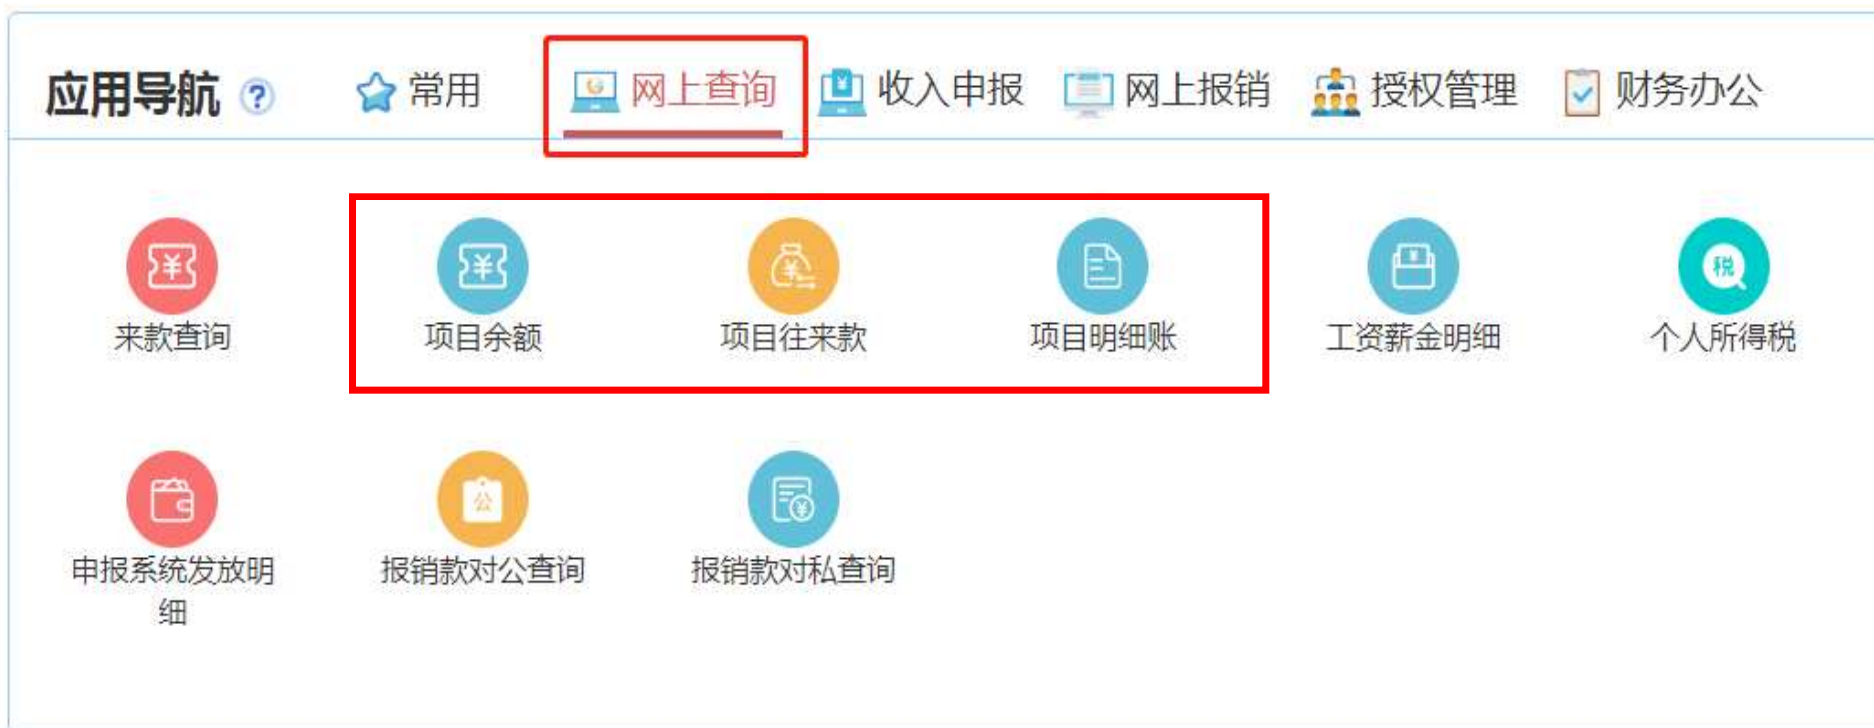 应用导航 ? 常用 网上查询 收入申报 网上报销 授权管理 财务办公
来款查询 项目余额 项目往来款 项目明细账 工资薪金明细 税 个人所得税
公
申报系统发放明 报销款对公查询 报销款对私查询
细